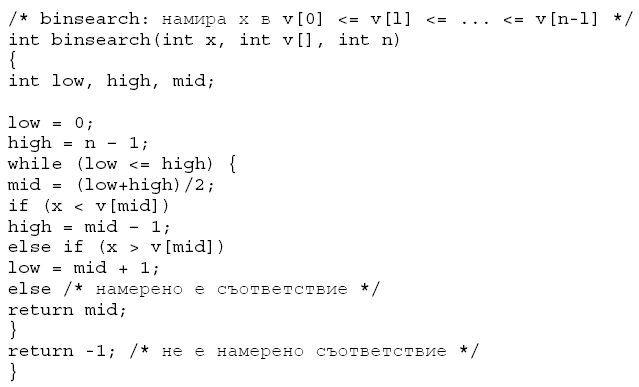 /* binsearch: намира x в v[0] <= v[l] <= ... <= v[n-l] */
int binsearch(int x, int v[], int n)
{
int low, high, mid;
low = 0;
high = n – 1;
while (low <= high) {
mid = (low+high)/2;
if (x < v[mid])
high = mid - 1;
else if (x > v[mid])
low = mid + 1;
else /* намерено е съответствие */
return mid;
}
return -1; /* не е намерено съответствие */
}